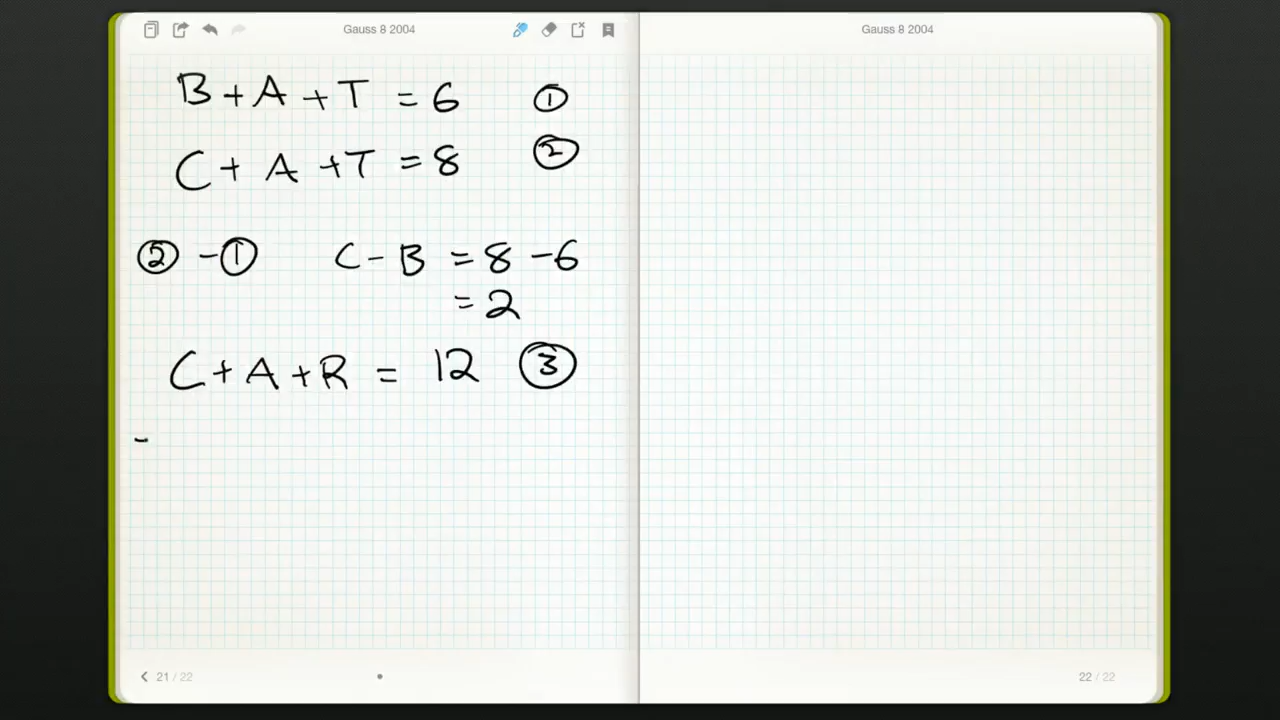 Gauss 8 2004
Gauss 8 2004
B + A + T = 6 ①
C + A + T = 8 ②
② - ① C - B = 8 - 6
= 2
C + A + R = 12 ③
-
21 / 22
22 / 22